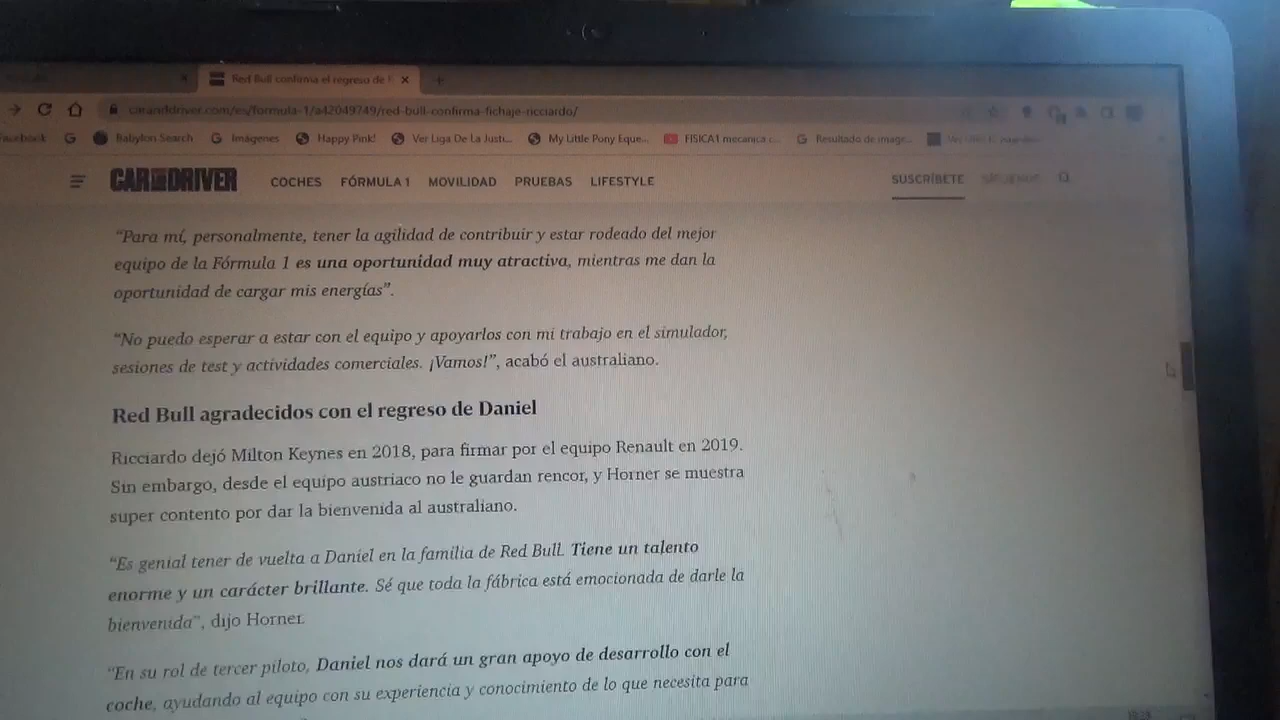 Red Bull confirma el regreso de
caranddriver.com/es/formula-1/a42049749/red-bull-confirma-fichaje-ricciardo/
Facebook Babylon Search Imágenes Happy Pink! Ver Liga De La Justi... My Little Pony Eque... FISICA1 mecanica c... Resultado de image...
CAR AND DRIVER COCHES FÓRMULA 1 MOVILIDAD PRUEBAS LIFESTYLE SUSCRÍBETE SÍGUENOS
“Para mí, personalmente, tener la agilidad de contribuir y estar rodeado del mejor
equipo de la Fórmula 1 es una oportunidad muy atractiva, mientras me dan la
oportunidad de cargar mis energías”.
“No puedo esperar a estar con el equipo y apoyarlos con mi trabajo en el simulador,
sesiones de test y actividades comerciales. ¡Vamos!”, acabó el australiano.
Red Bull agradecidos con el regreso de Daniel
Ricciardo dejó Milton Keynes en 2018, para firmar por el equipo Renault en 2019.
Sin embargo, desde el equipo austriaco no le guardan rencor, y Horner se muestra
super contento por dar la bienvenida al australiano.
“Es genial tener de vuelta a Daniel en la familia de Red Bull. Tiene un talento
enorme y un carácter brillante. Sé que toda la fábrica está emocionada de darle la
bienvenida”, dijo Horner.
“En su rol de tercer piloto, Daniel nos dará un gran apoyo de desarrollo con el
coche, ayudando al equipo con su experiencia y conocimiento de lo que necesita para